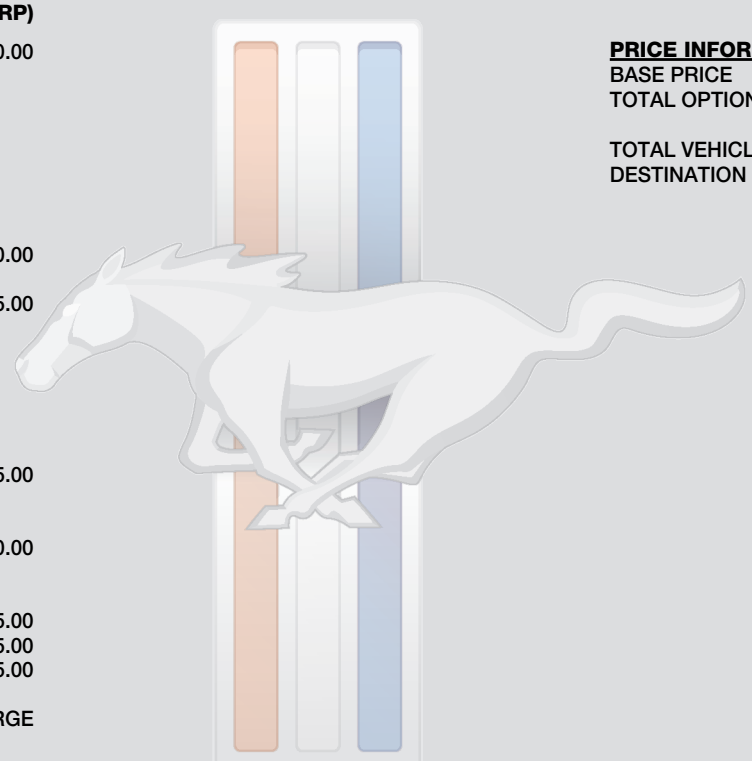 RP)
0.00
0.00
5.00
5.00
0.00
5.00
5.00
5.00
RGE
PRICE INFOR
BASE PRICE
TOTAL OPTION
TOTAL VEHICL
DESTINATION